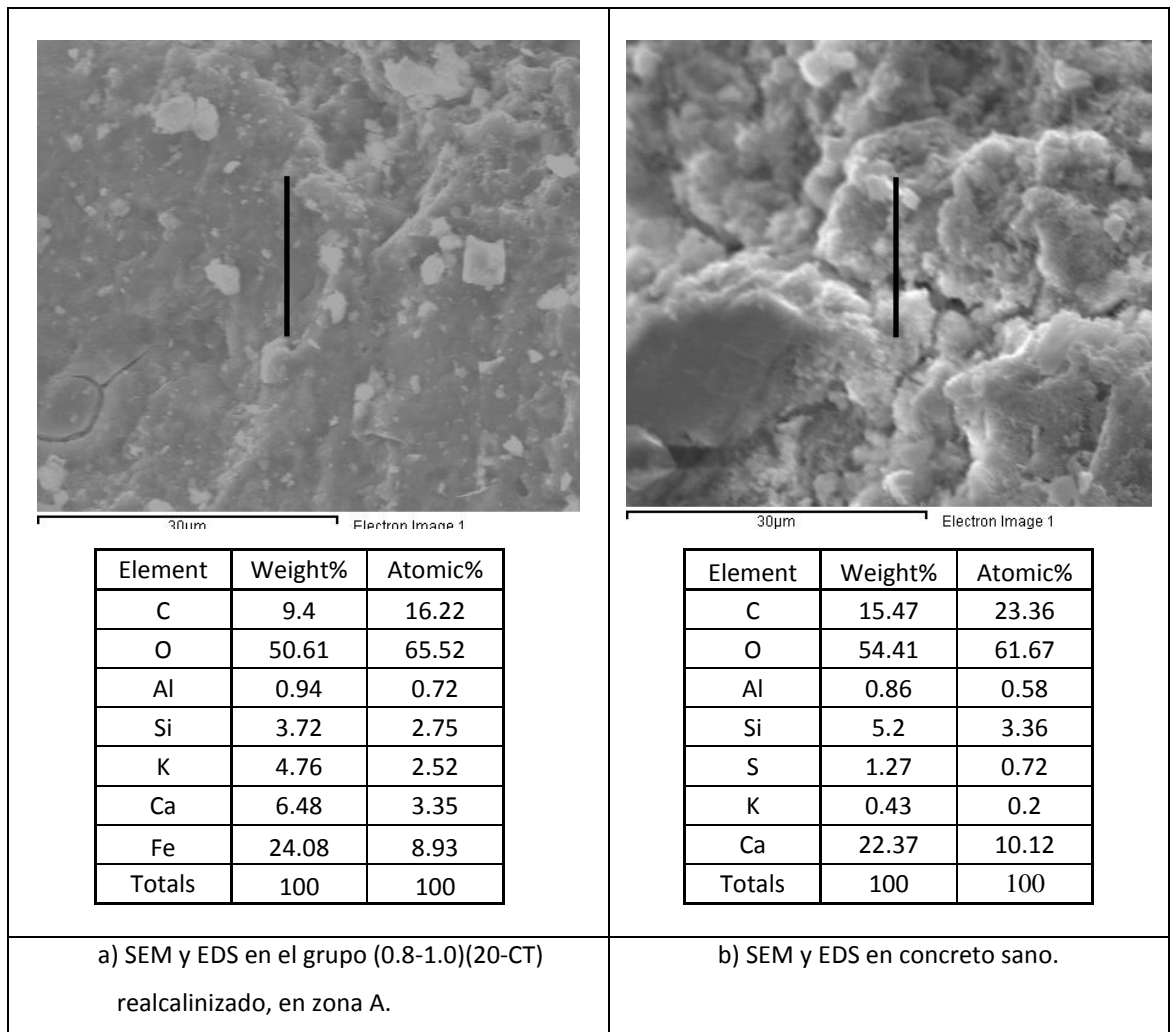 30µm Electron Image 1
Element Weight% Atomic%
C 9.4 16.22
O 50.61 65.52
Al 0.94 0.72
Si 3.72 2.75
K 4.76 2.52
Ca 6.48 3.35
Fe 24.08 8.93
Totals 100 100
a) SEM y EDS en el grupo (0.8-1.0)(20-CT)
realcalinizado, en zona A.
30µm Electron Image 1
Element Weight% Atomic%
C 15.47 23.36
O 54.41 61.67
Al 0.86 0.58
Si 5.2 3.36
S 1.27 0.72
K 0.43 0.2
Ca 22.37 10.12
Totals 100 100
b) SEM y EDS en concreto sano.